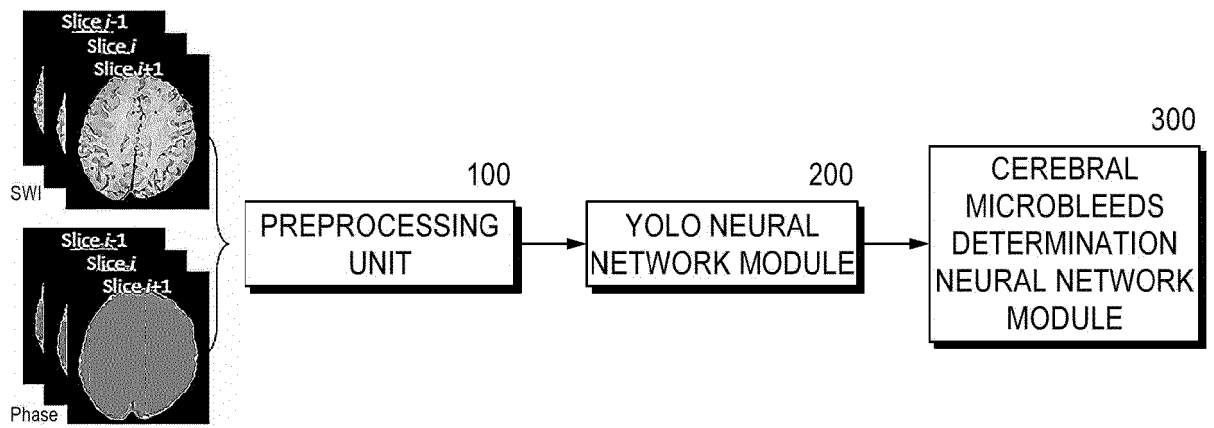 Slice i-1
Slice i
Slice i+1
SWI
Slice i-1
Slice i
Slice i+1
Phase
100
PREPROCESSING
UNIT
200
YOLO NEURAL
NETWORK MODULE
300
CEREBRAL
MICROBLEEDS
DETERMINATION
NEURAL NETWORK
MODULE